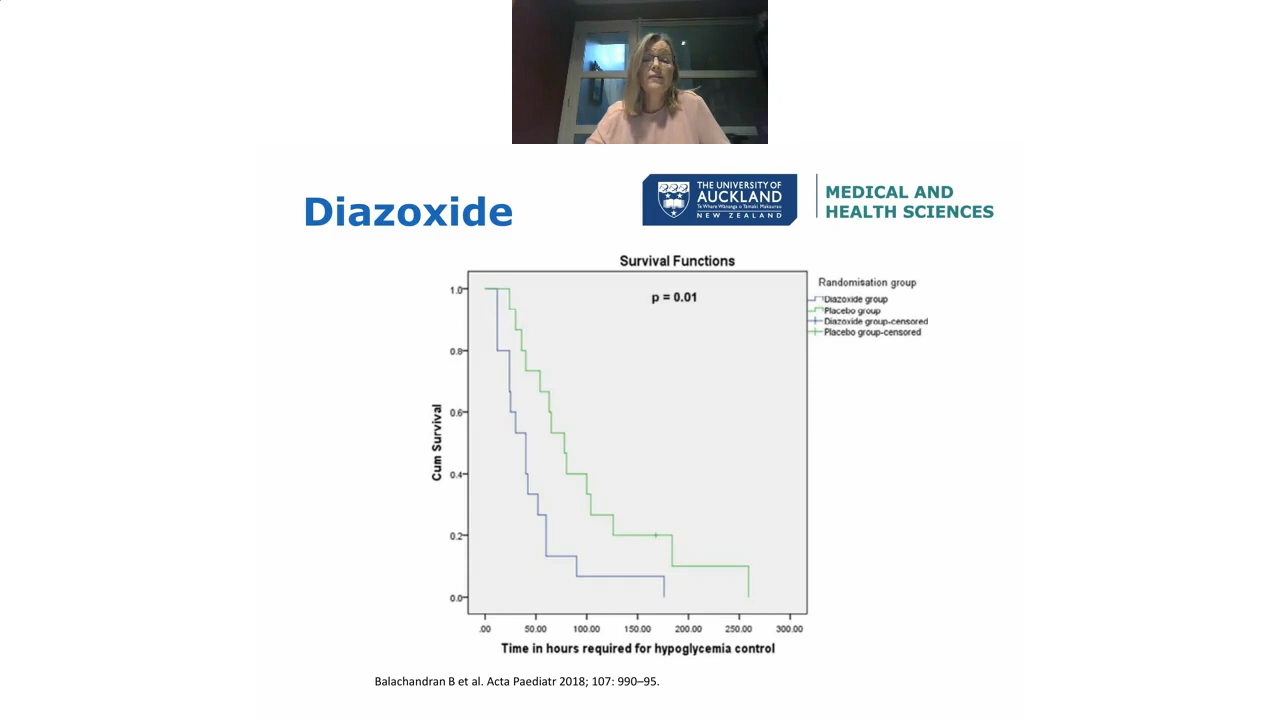 Diazoxide
THE UNIVERSITY OF
AUCKLAND
Te Whare Wānanga o Tāmaki Makaurau
NEW ZEALAND
MEDICAL AND
HEALTH SCIENCES
Survival Functions
p = 0.01
Randomisation group
Diazoxide group
Placebo group
Diazoxide group-censored
Placebo group-censored
Cum Survival
1.0
0.8
0.6
0.4
0.2
0.0
.00 50.00 100.00 150.00 200.00 250.00 300.00
Time in hours required for hypoglycemia control
Balachandran B et al. Acta Paediatr 2018; 107: 990–95.